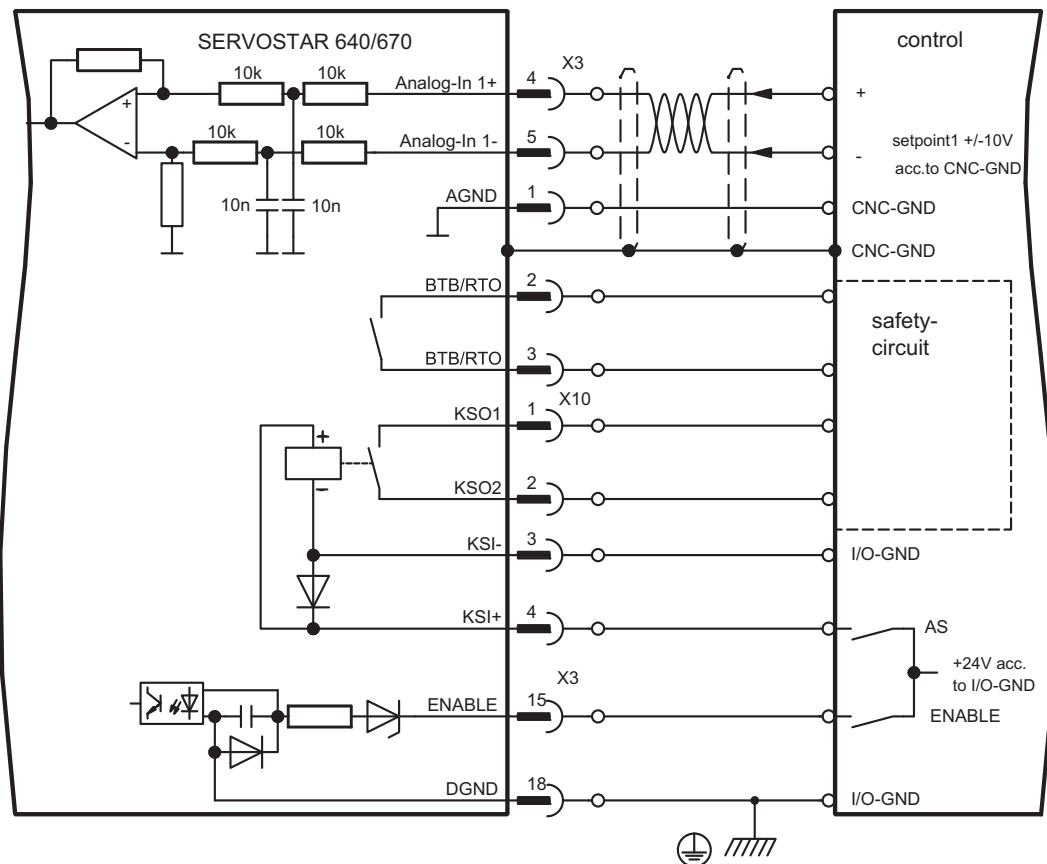 SERVOSTAR 640/670
control
10k
10k
Analog-In 1+
4
X3
+
+
-
10k
10k
Analog-In 1-
5
-
setpoint1 +/-10V
acc.to CNC-GND
10n
10n
AGND
1
CNC-GND
CNC-GND
BTB/RTO
2
safety-
circuit
BTB/RTO
3
X10
KSO1
1
+
-
KSO2
2
KSI-
3
I/O-GND
KSI+
4
AS
+24V acc.
to I/O-GND
X3
ENABLE
15
ENABLE
DGND
18
I/O-GND